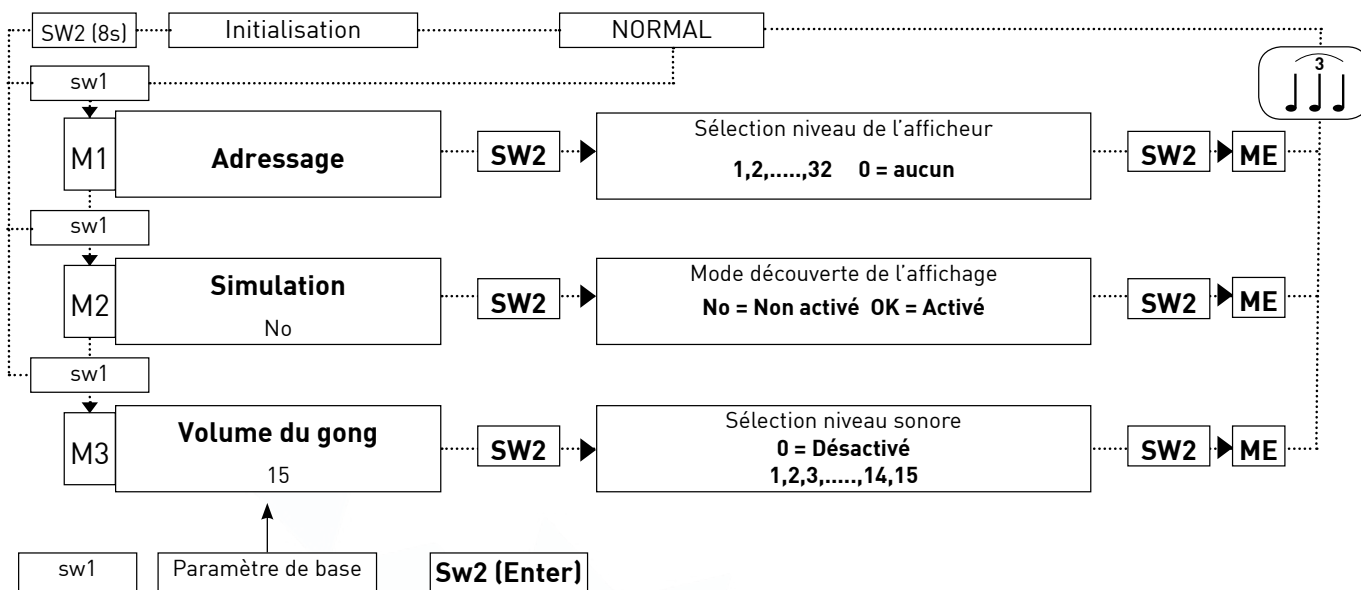 SW2 (8s)
Initialisation
NORMAL
3
sw1
M1
Adressage
SW2
Sélection niveau de l'afficheur
1,2,.....,32 0 = aucun
SW2
ME
sw1
M2
Simulation
No
SW2
Mode découverte de l'affichage
No = Non activé OK = Activé
SW2
ME
sw1
M3
Volume du gong
15
SW2
Sélection niveau sonore
0 = Désactivé
1,2,3,.....,14,15
SW2
ME
sw1
Paramètre de base
Sw2 (Enter)